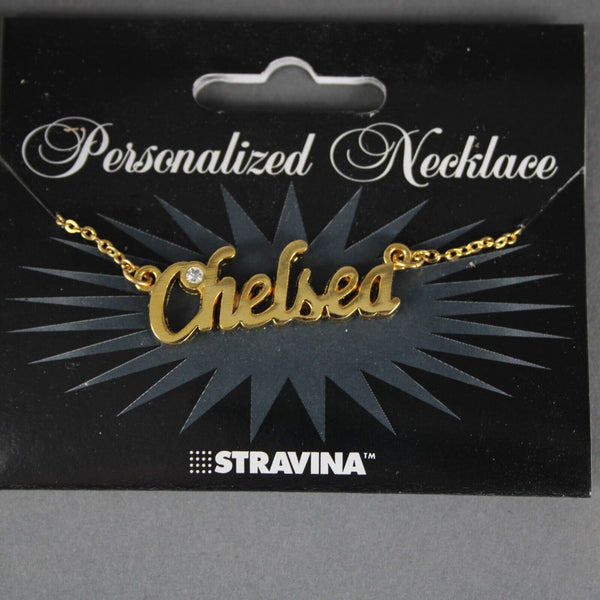 Personalized Necklace
Chelsea
STRAVINA™